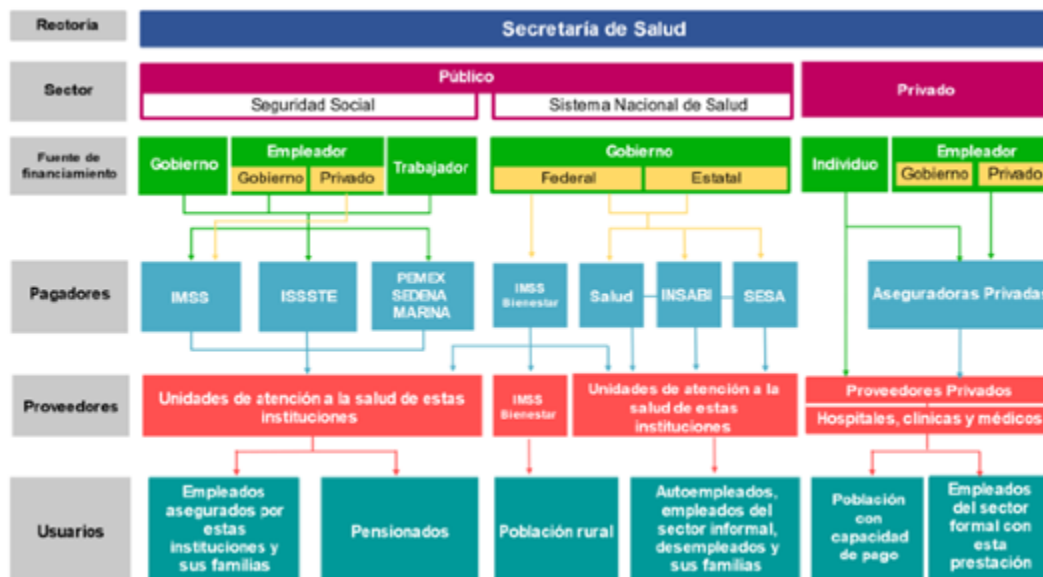 Rectoría
Secretaría de Salud
Sector
Público
Seguridad Social
Sistema Nacional de Salud
Privado
Fuente de
financiamiento
Gobierno
Empleador
Gobierno
Privado
Trabajador
Gobierno
Federal
Estatal
Individuo
Empleador
Gobierno
Privado
Pagadores
IMSS
ISSSTE
PEMEX
SEDENA
MARINA
IMSS
Bienestar
Salud
INSABI
SESA
Aseguradoras Privadas
Proveedores
Unidades de atención a la salud de estas
instituciones
IMSS
Bienestar
Unidades de atención a la
salud de estas
instituciones
Proveedores Privados
Hospitales, clínicas y médicos
Usuarios
Empleados
asegurados por
estas
instituciones y
sus familias
Pensionados
Población rural
Autoempleados,
empleados del
sector informal,
desempleados y
sus familias
Población
con
capacidad
de pago
Empleados
del sector
formal con
esta
prestación